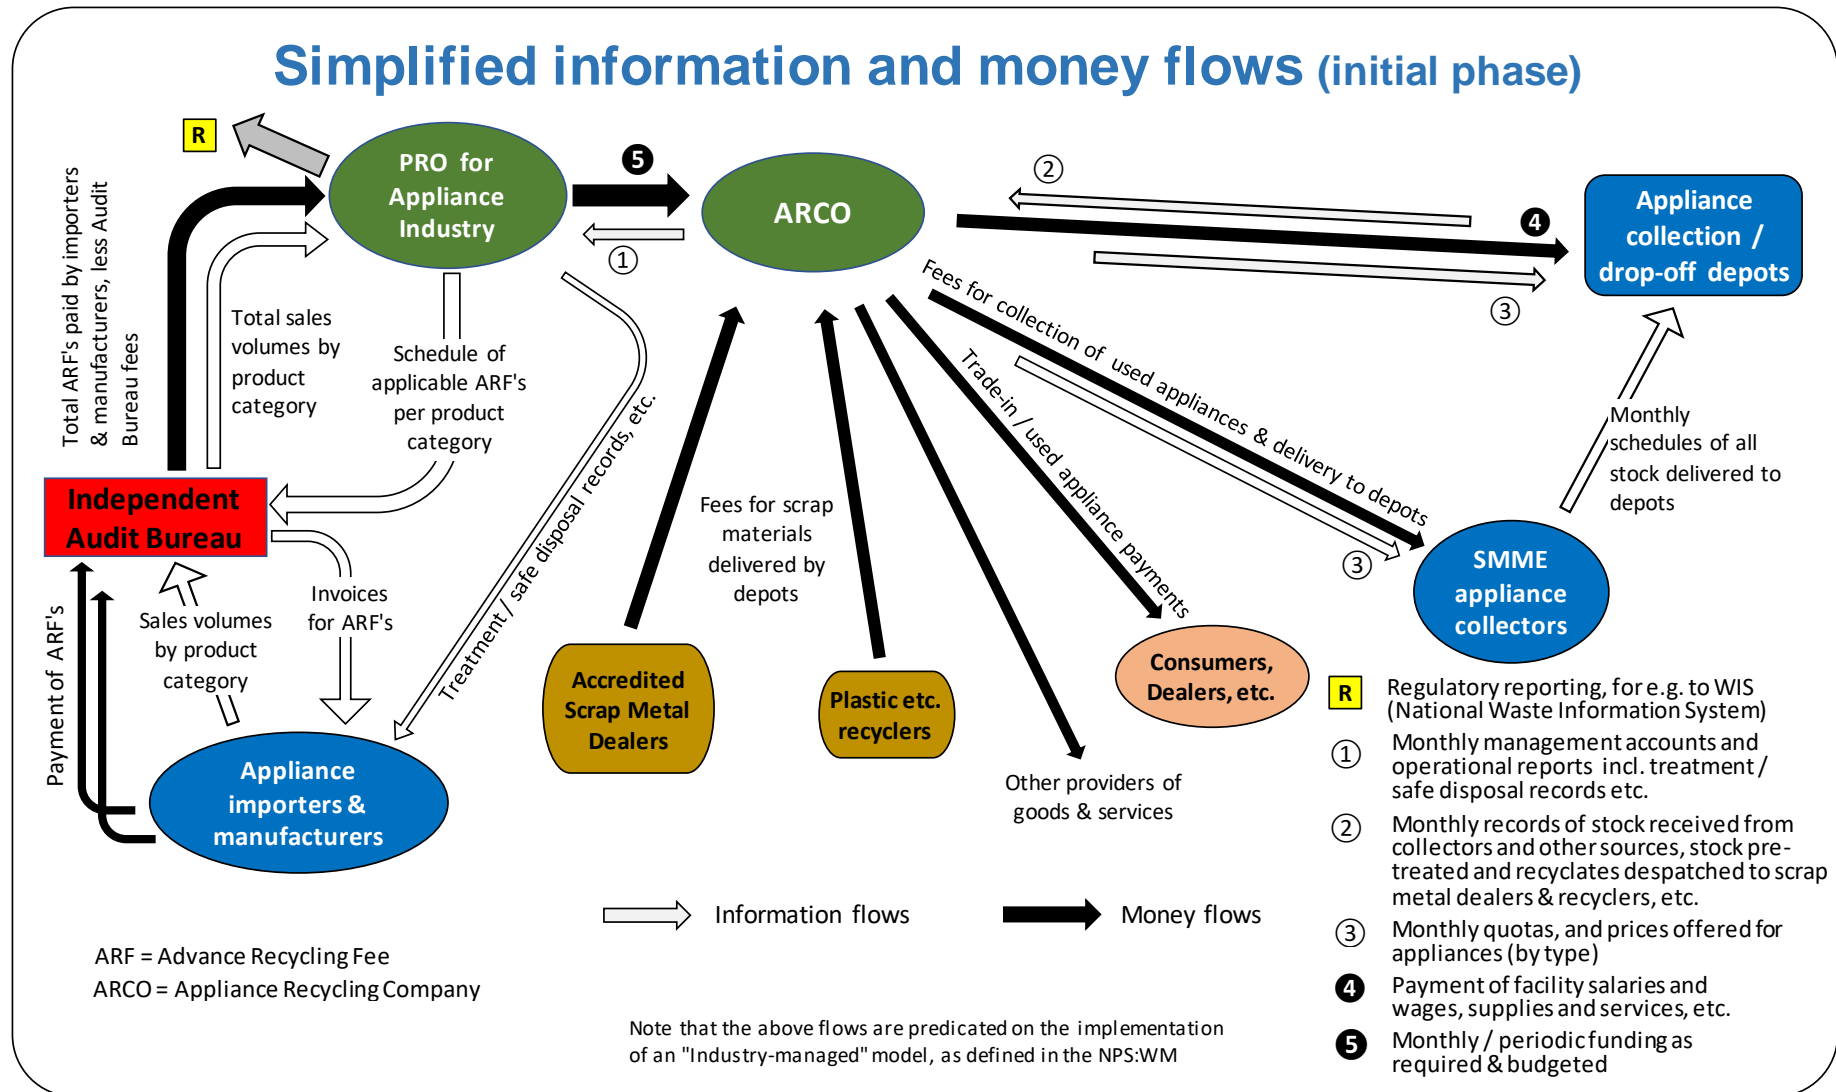 Simplified information and money flows (initial phase)
R
PRO for
Appliance
Industry
❺
ARCO
①
②
❹
③
Appliance
collection /
drop-off depots
Total ARF's paid by importers
& manufacturers, less Audit
Bureau fees
Total sales
volumes by
product
category
Schedule of
applicable ARF's
per product
category
Treatment / safe disposal records, etc.
Fees for collection of used appliances & delivery to depots
Trade-in / used appliance payments
③
Monthly
schedules of all
stock delivered to
depots
Independent
Audit Bureau
Fees for scrap
materials
delivered by
depots
SMME
appliance
collectors
Payment of ARF's
Sales volumes
by product
category
Invoices
for ARF's
Accredited
Scrap Metal
Dealers
Plastic etc.
recyclers
Consumers,
Dealers, etc.
Other providers of
goods & services
Appliance
importers &
manufacturers
R Regulatory reporting, for e.g. to WIS
(National Waste Information System)
① Monthly management accounts and
operational reports incl. treatment /
safe disposal records etc.
② Monthly records of stock received from
collectors and other sources, stock pre-
treated and recyclates despatched to scrap
metal dealers & recyclers, etc.
③ Monthly quotas, and prices offered for
appliances (by type)
❹ Payment of facility salaries and
wages, supplies and services, etc.
❺ Monthly / periodic funding as
required & budgeted
Information flows
Money flows
ARF = Advance Recycling Fee
ARCO = Appliance Recycling Company
Note that the above flows are predicated on the implementation
of an "Industry-managed" model, as defined in the NPS:WM